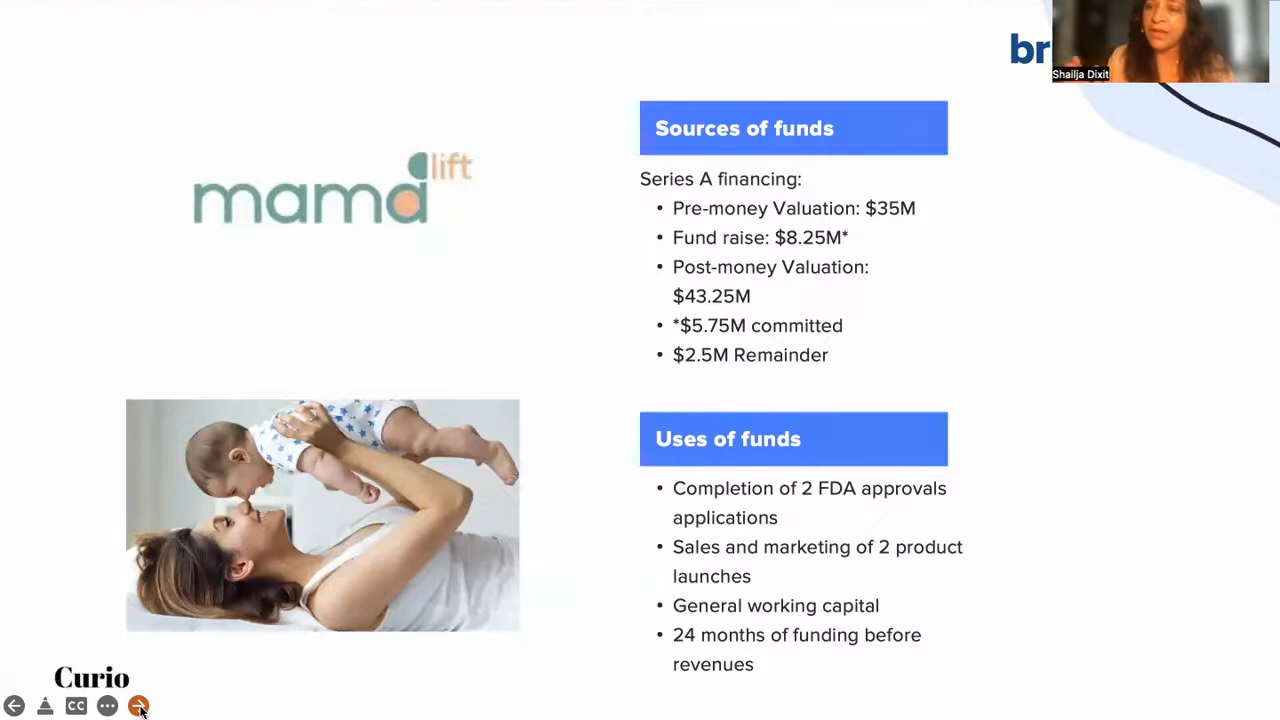 br
Shailja Dixit
Sources of funds
lift
mama
Series A financing:
• Pre-money Valuation: $35M
• Fund raise: $8.25M*
• Post-money Valuation:
$43.25M
• *$5.75M committed
• $2.5M Remainder
Uses of funds
• Completion of 2 FDA approvals
applications
• Sales and marketing of 2 product
launches
• General working capital
• 24 months of funding before
revenues
Curio
CC